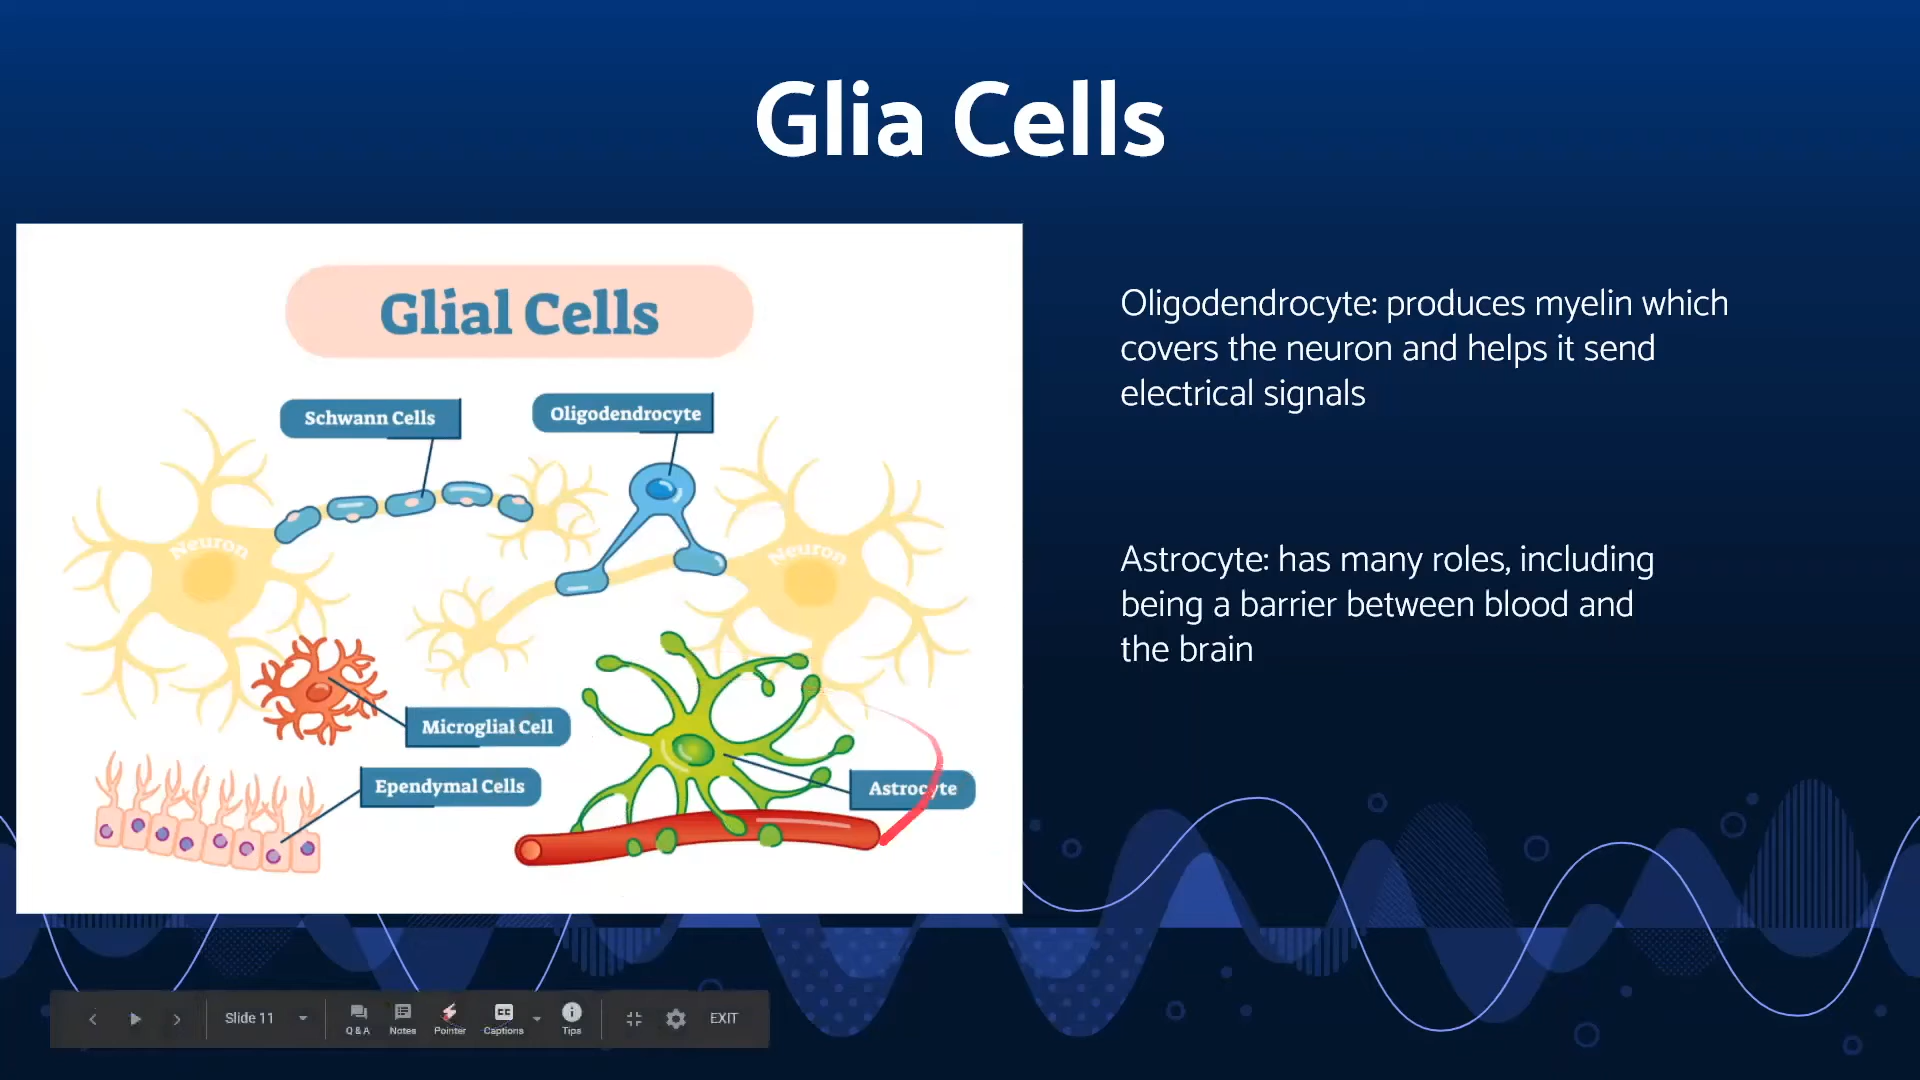 Glia Cells
Glial Cells
Schwann Cells
Oligodendrocyte
Neuron
Neuron
Microglial Cell
Ependymal Cells
Astrocyte
Oligodendrocyte: produces myelin which
covers the neuron and helps it send
electrical signals
Astrocyte: has many roles, including
being a barrier between blood and
the brain
Slide 11
Q & A
Notes
Pointer
CC
Captions
Tips
EXIT